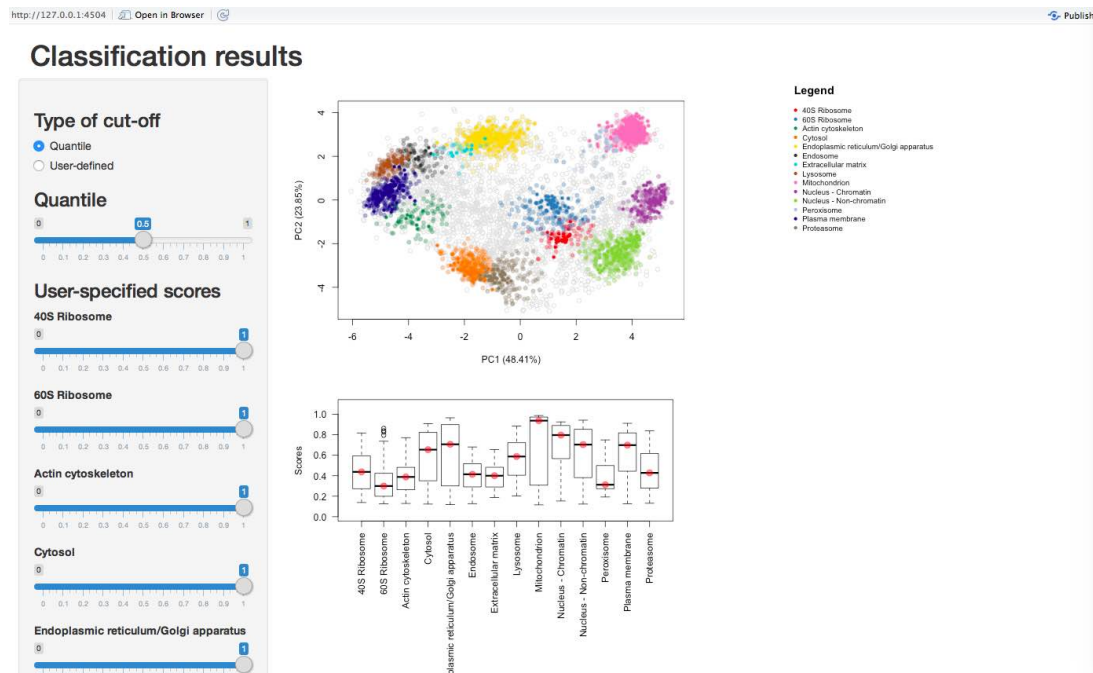 http://127.0.0.1:4504 Open in Browser Publish
Classification results
Type of cut-off
Quantile
User-defined
Quantile
0 0.5 1
0 0.1 0.2 0.3 0.4 0.5 0.6 0.7 0.8 0.9 1
User-specified scores
40S Ribosome
0 1
0 0.1 0.2 0.3 0.4 0.5 0.6 0.7 0.8 0.9 1
60S Ribosome
0 1
0 0.1 0.2 0.3 0.4 0.5 0.6 0.7 0.8 0.9 1
Actin cytoskeleton
0 1
0 0.1 0.2 0.3 0.4 0.5 0.6 0.7 0.8 0.9 1
Cytosol
0 1
0 0.1 0.2 0.3 0.4 0.5 0.6 0.7 0.8 0.9 1
Endoplasmic reticulum/Golgi apparatus
0 1
PC2 (23.85%)
4
2
0
-2
-4
-6 -4 -2 0 2 4
PC1 (48.41%)
Legend
40S Ribosome
60S Ribosome
Actin cytoskeleton
Cytosol
Endoplasmic reticulum/Golgi apparatus
Endosome
Extracellular matrix
Lysosome
Mitochondrion
Nucleus - Chromatin
Nucleus - Non-chromatin
Peroxisome
Plasma membrane
Proteasome
Scores
1.0
0.8
0.6
0.4
0.2
0.0
40S Ribosome
60S Ribosome
Actin cytoskeleton
Cytosol
plasmic reticulum/Golgi apparatus
Endosome
Extracellular matrix
Lysosome
Mitochondrion
Nucleus - Chromatin
Nucleus - Non-chromatin
Peroxisome
Plasma membrane
Proteasome